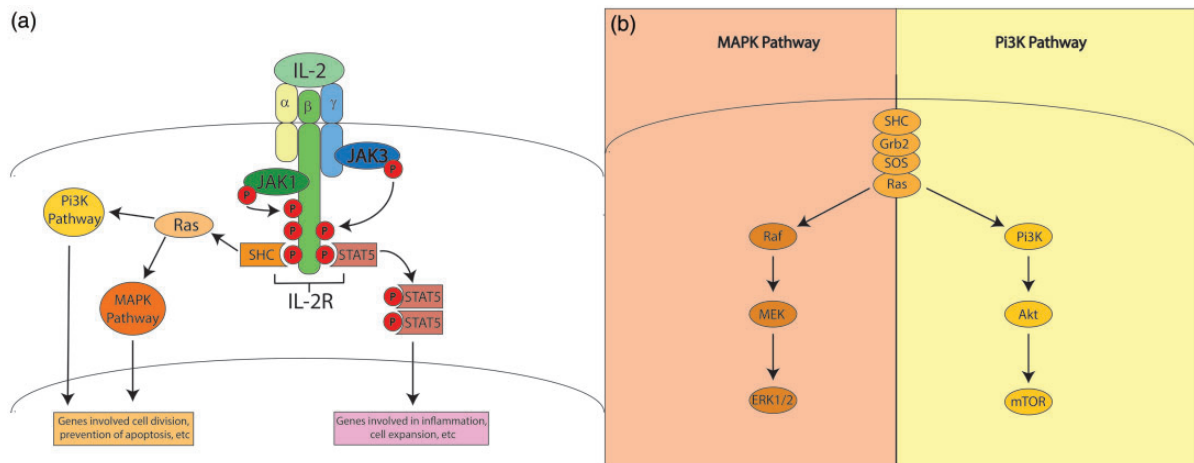 (a)
IL-2
α
β
γ
JAK1
JAK3
P
P
P
P
P
P
P
P
Pi3K
Pathway
Ras
SHC
STAT5
IL-2R
MAPK
Pathway
P
STAT5
P
STAT5
Genes involved cell division,
prevention of apoptosis, etc
Genes involved in inflammation,
cell expansion, etc
(b)
MAPK Pathway
Pi3K Pathway
SHC
Grb2
SOS
Ras
Raf
Pi3K
MEK
Akt
ERK1/2
mTOR